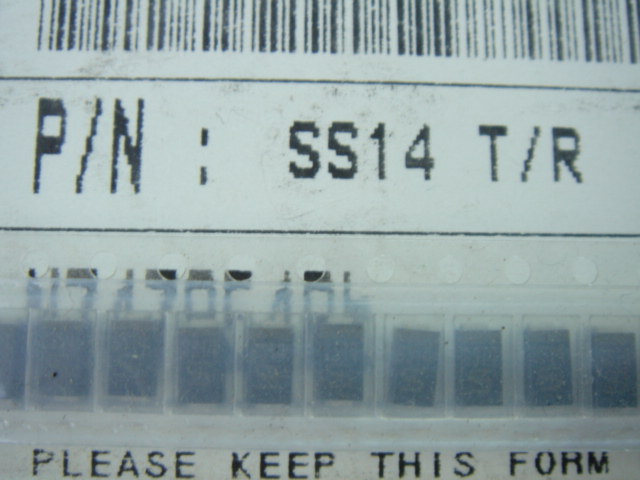 P/N : SS14 T/R
PLEASE KEEP THIS FORM